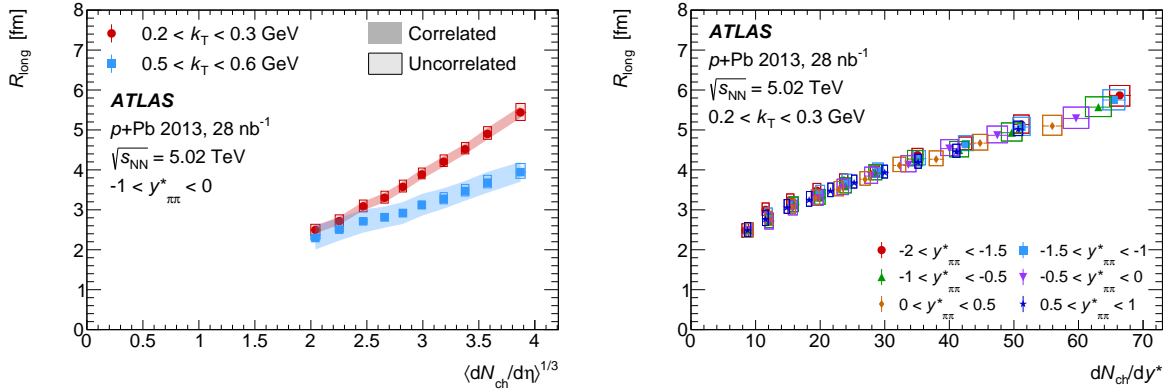 R_long [fm]
8
7
6
5
4
3
2
1
0
0.2 < k_T < 0.3 GeV
0.5 < k_T < 0.6 GeV
Correlated
Uncorrelated
ATLAS
p+Pb 2013, 28 nb⁻¹
√s_NN = 5.02 TeV
-1 < y*_ππ < 0
0 0.5 1 1.5 2 2.5 3 3.5 4
⟨dN_ch/dη⟩^1/3
R_long [fm]
8
7
6
5
4
3
2
1
0
ATLAS
p+Pb 2013, 28 nb⁻¹
√s_NN = 5.02 TeV
0.2 < k_T < 0.3 GeV
-2 < y*_ππ < -1.5 -1.5 < y*_ππ < -1
-1 < y*_ππ < -0.5 -0.5 < y*_ππ < 0
0 < y*_ππ < 0.5 0.5 < y*_ππ < 1
0 10 20 30 40 50 60 70
dN_ch/dy*